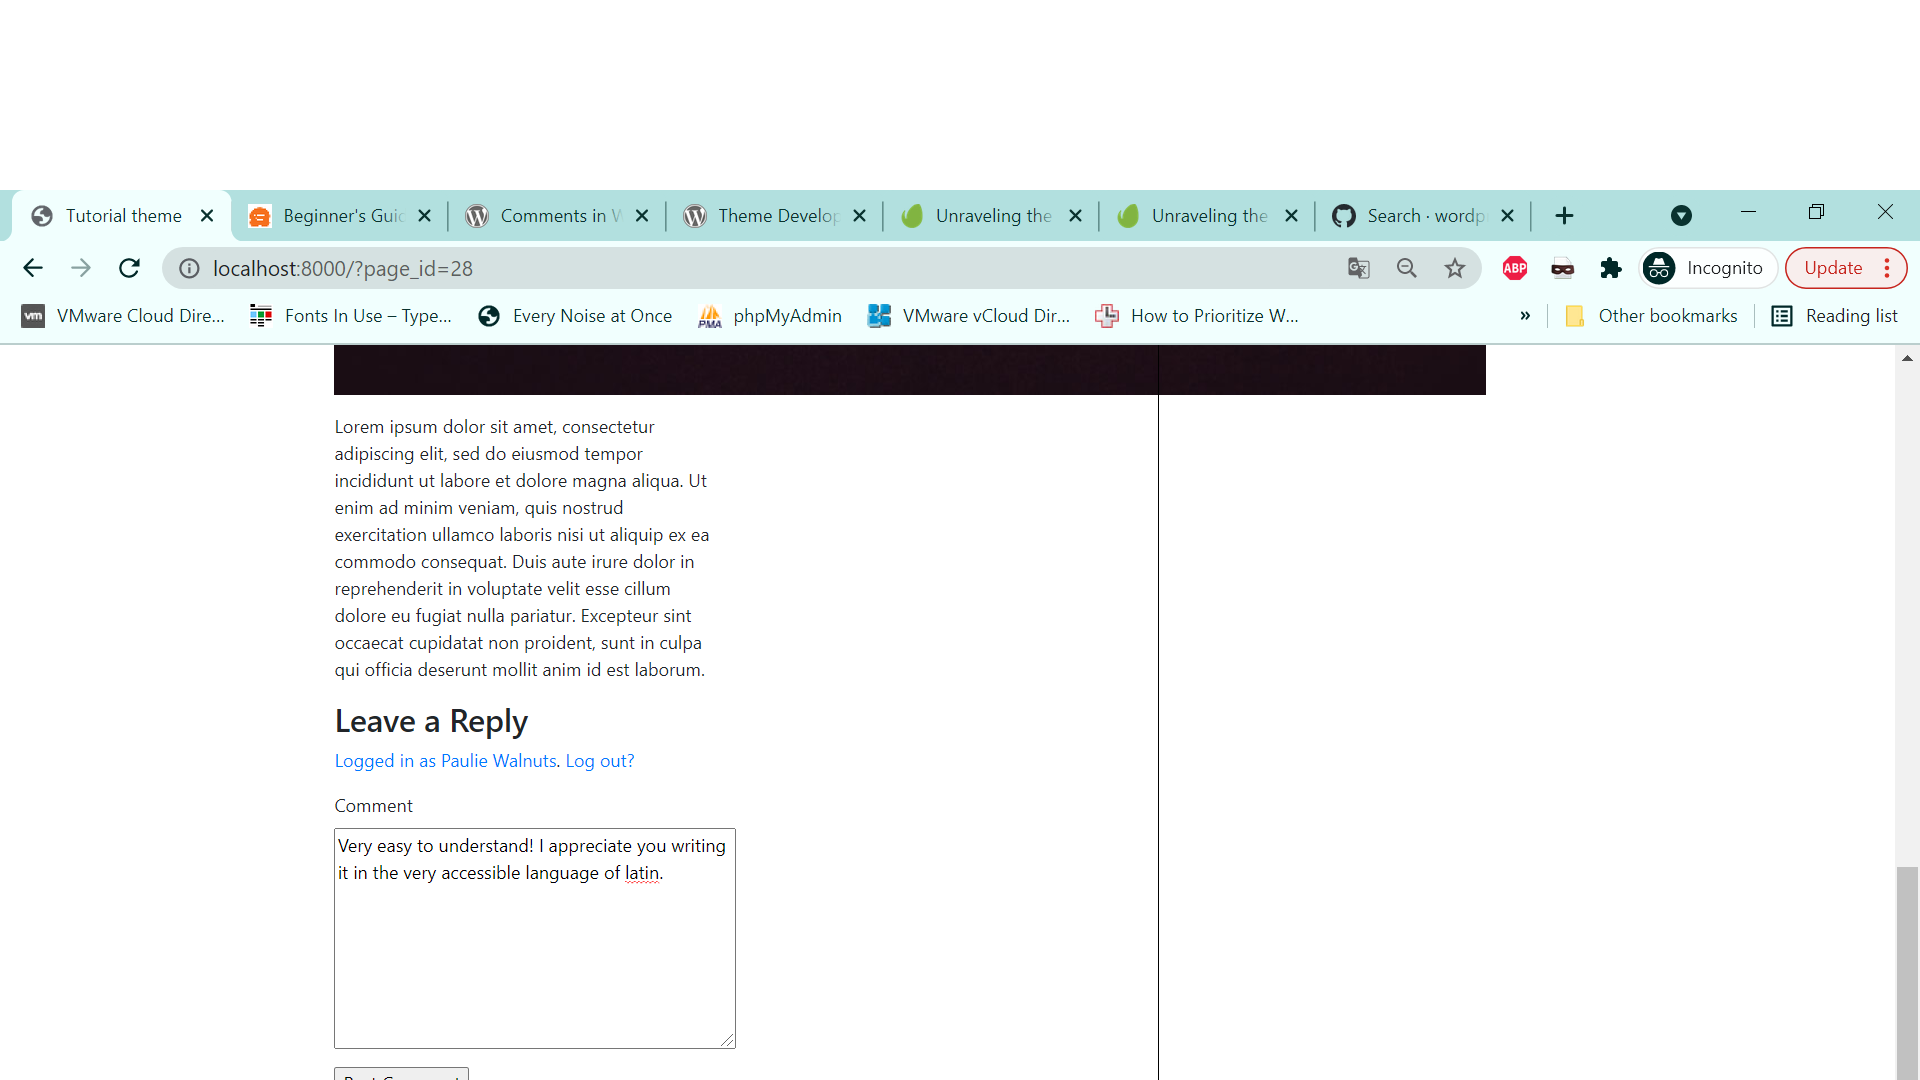 Tutorial theme
Beginner's Guid
Comments in W
Theme Develop
Unraveling the
Unraveling the
Search · wordp
localhost:8000/?page_id=28
ABP
Incognito
Update
vm
VMware Cloud Dire...
Fonts In Use – Type...
Every Noise at Once
PMA
phpMyAdmin
VMware vCloud Dir...
How to Prioritize W...
»
Other bookmarks
Reading list
Lorem ipsum dolor sit amet, consectetur
adipiscing elit, sed do eiusmod tempor
incididunt ut labore et dolore magna aliqua. Ut
enim ad minim veniam, quis nostrud
exercitation ullamco laboris nisi ut aliquip ex ea
commodo consequat. Duis aute irure dolor in
reprehenderit in voluptate velit esse cillum
dolore eu fugiat nulla pariatur. Excepteur sint
occaecat cupidatat non proident, sunt in culpa
qui officia deserunt mollit anim id est laborum.
Leave a Reply
Logged in as Paulie Walnuts. Log out?
Comment
Very easy to understand! I appreciate you writing
it in the very accessible language of latin.
Post Comment